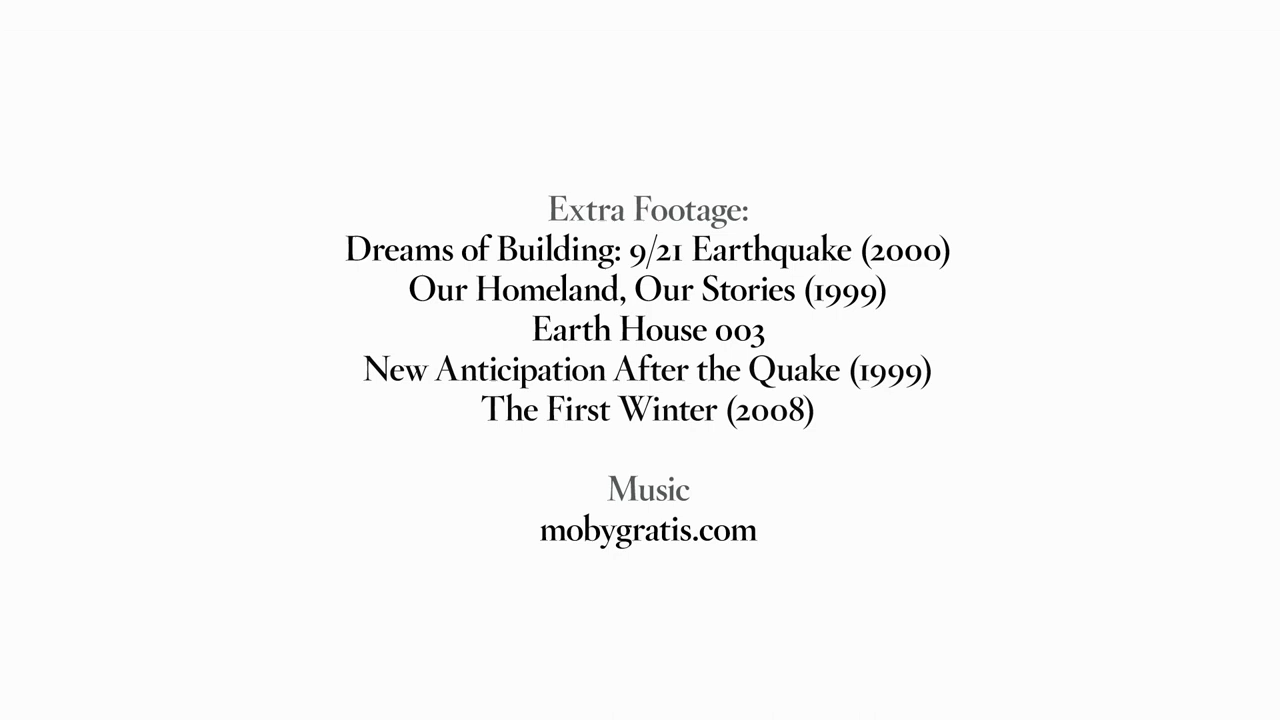 Extra Footage:
Dreams of Building: 9/21 Earthquake (2000)
Our Homeland, Our Stories (1999)
Earth House 003
New Anticipation After the Quake (1999)
The First Winter (2008)
Music
mobygratis.com